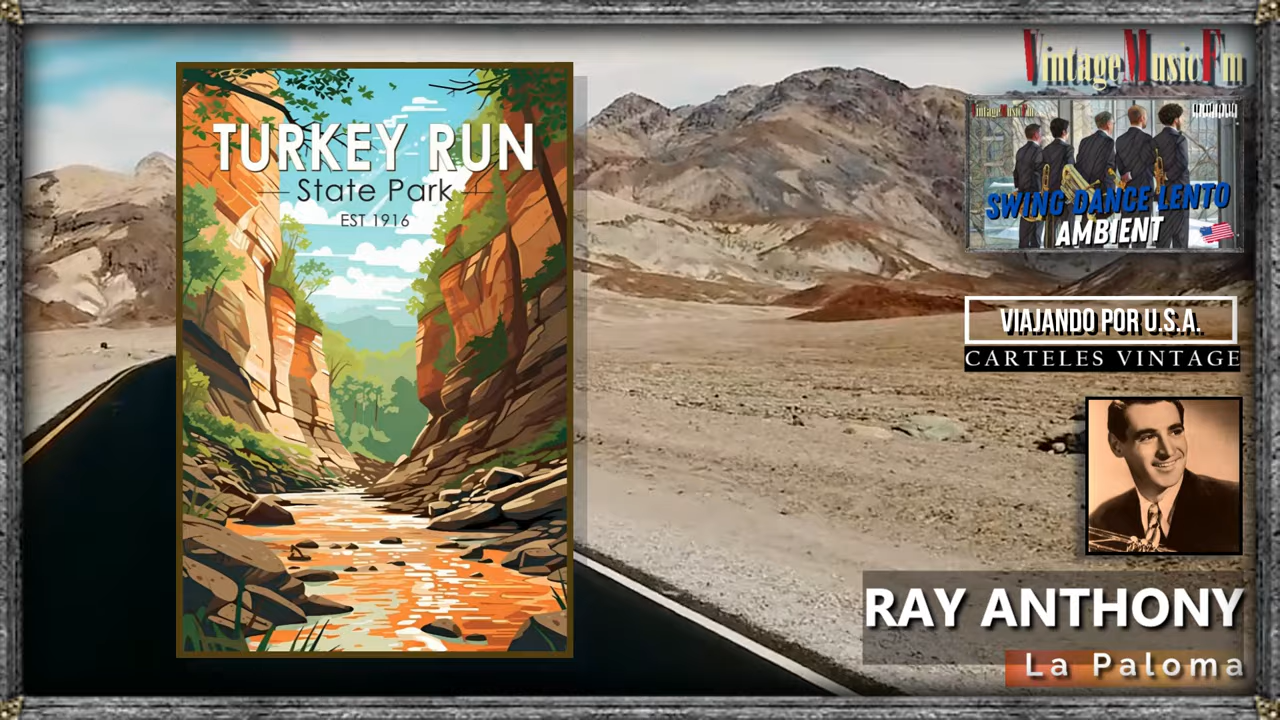 TURKEY RUN
State Park
EST 1916
VintageMusicFm
VintageMusicFm
SWING DANCE LENTO
AMBIENT
VIAJANDO POR U.S.A.
CARTELES VINTAGE
RAY ANTHONY
La Paloma